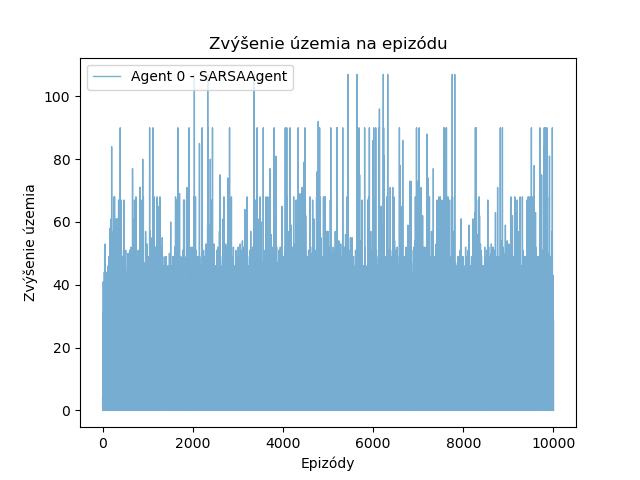 Zvýšenie územia na epizódu
Agent 0 - SARSAAgent
Zvýšenie územia
100
80
60
40
20
0
0 2000 4000 6000 8000 10000
Epizódy